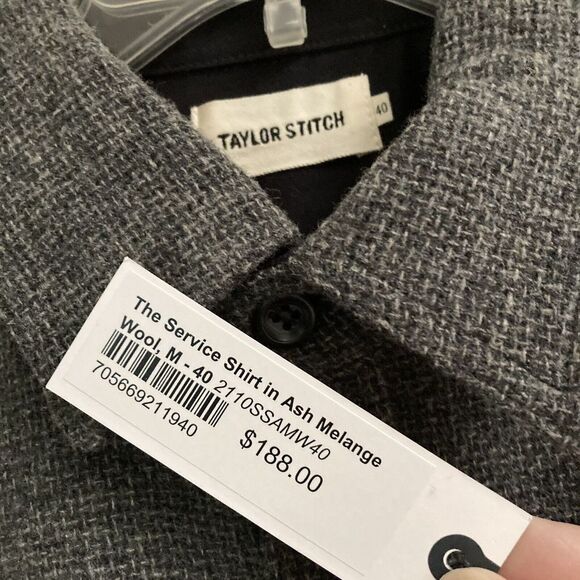 TAYLOR STITCH
40
The Service Shirt in Ash Melange
Wool, M - 40 2110SSAMW40
705669211940
$188.00